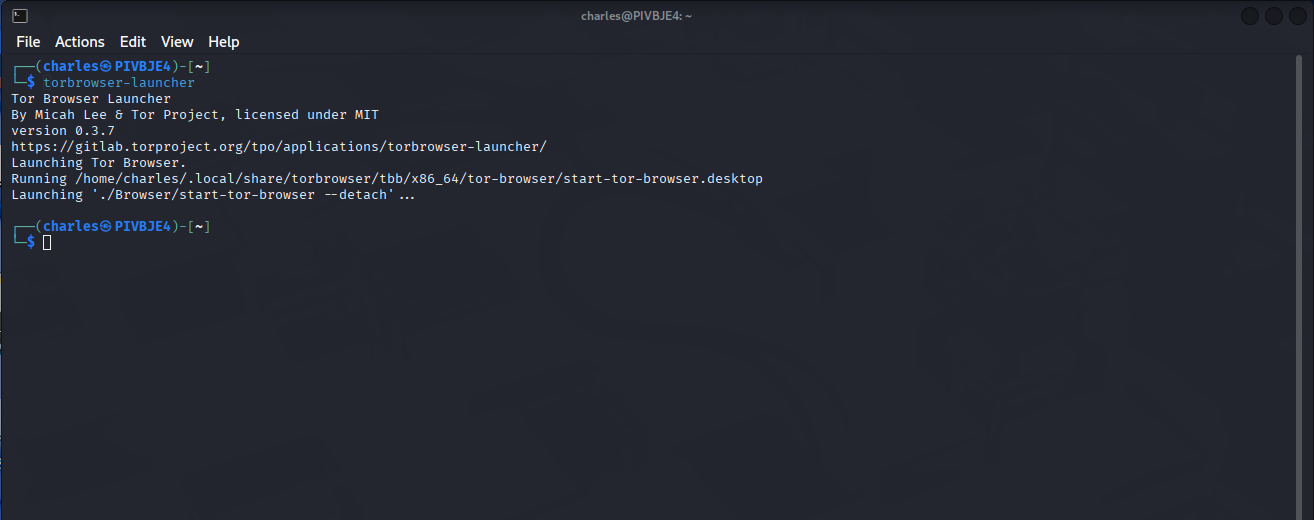 charles@PIVBJE4: ~
File Actions Edit View Help
┌──(charles㉿PIVBJE4)-[~]
└─$ torbrowser-launcher
Tor Browser Launcher
By Micah Lee & Tor Project, licensed under MIT
version 0.3.7
https://gitlab.torproject.org/tpo/applications/torbrowser-launcher/
Launching Tor Browser.
Running /home/charles/.local/share/torbrowser/tbb/x86_64/tor-browser/start-tor-browser.desktop
Launching './Browser/start-tor-browser --detach'...
┌──(charles㉿PIVBJE4)-[~]
└─$